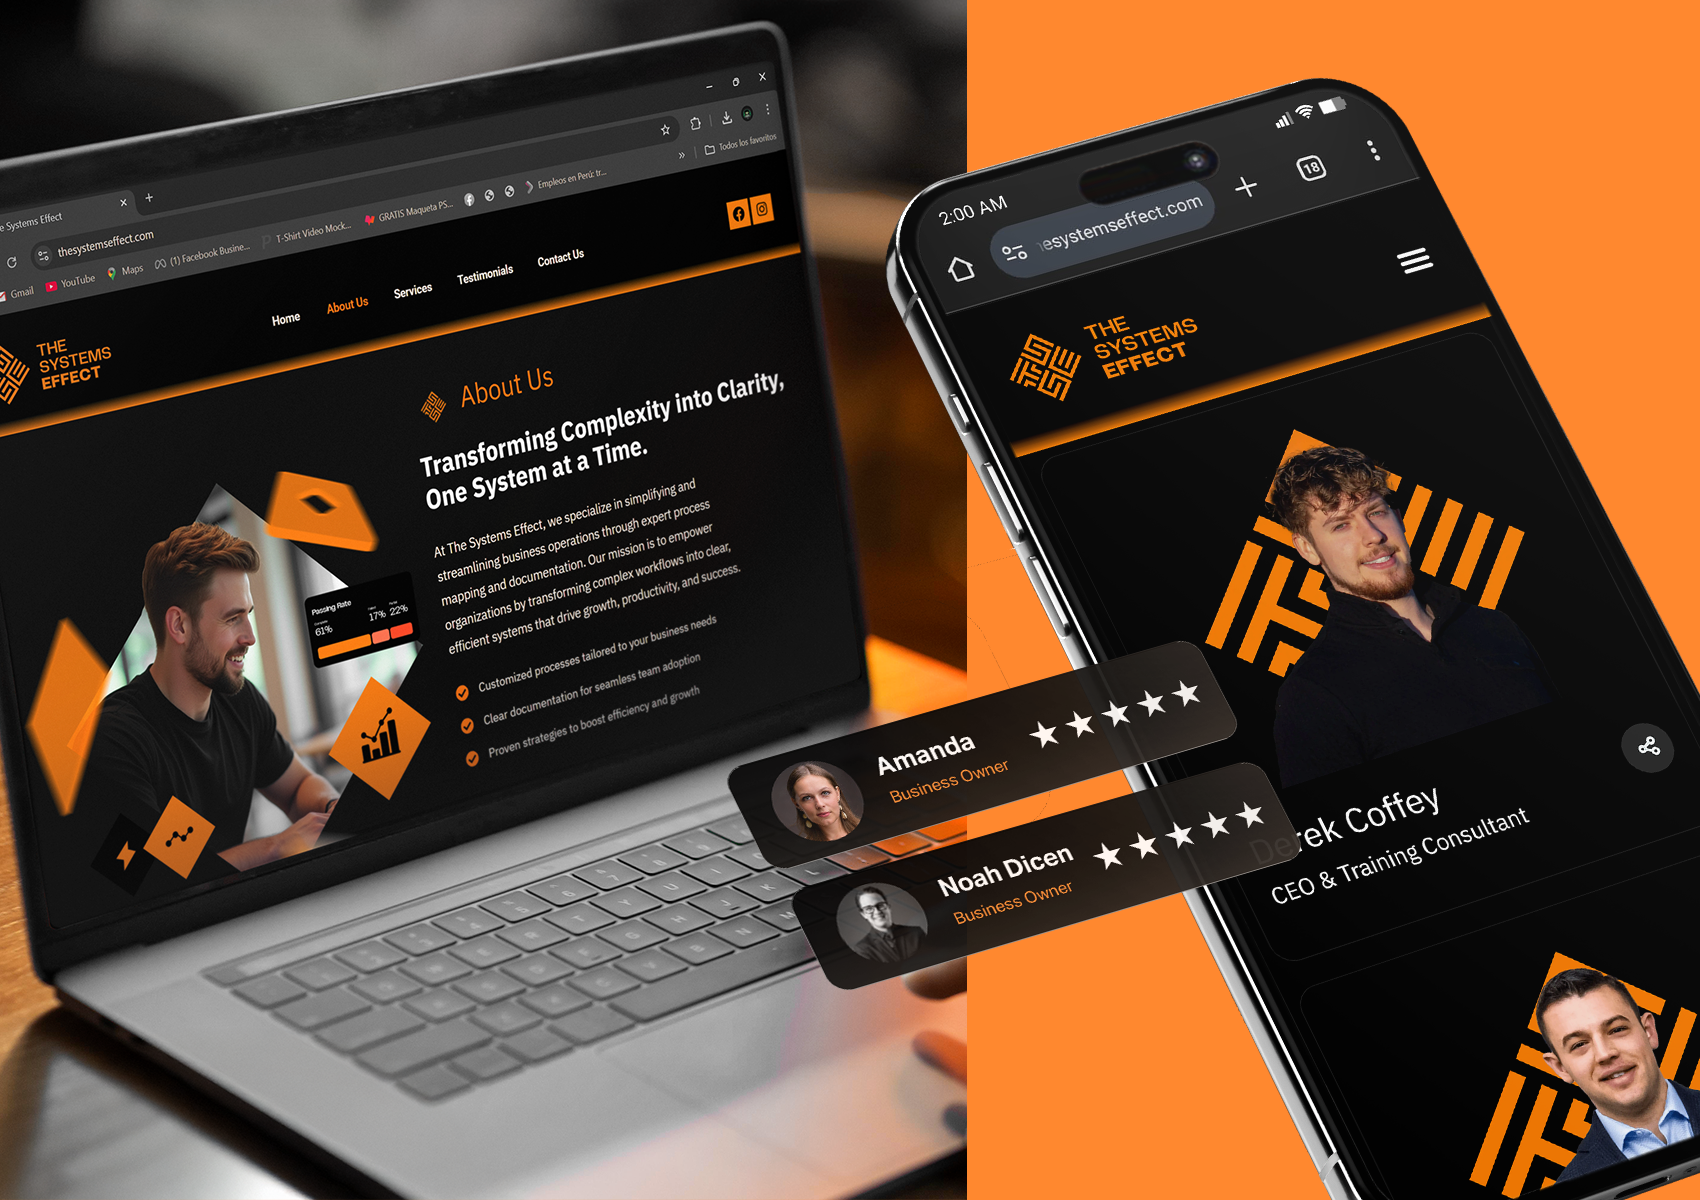 The Systems Effect
thesystemseffect.com
Gmail
YouTube
Maps
(1) Facebook Busine...
T-Shirt Video Mock...
GRATIS Maqueta PS...
Empleos en Perú: tr...
Todos los favoritos
THE
SYSTEMS
EFFECT
Home
About Us
Services
Testimonials
Contact Us
About Us
Transforming Complexity into Clarity,
One System at a Time.
At The Systems Effect, we specialize in simplifying and
streamlining business operations through expert process
mapping and documentation. Our mission is to empower
organizations by transforming complex workflows into clear,
efficient systems that drive growth, productivity, and success.
Customized processes tailored to your business needs
Clear documentation for seamless team adoption
Proven strategies to boost efficiency and growth
Passing Rate
61%
17%
22%
2:00 AM
esystemseffect.com
18
THE
SYSTEMS
EFFECT
Derek Coffey
CEO & Training Consultant
Amanda
Business Owner
Noah Dicen
Business Owner